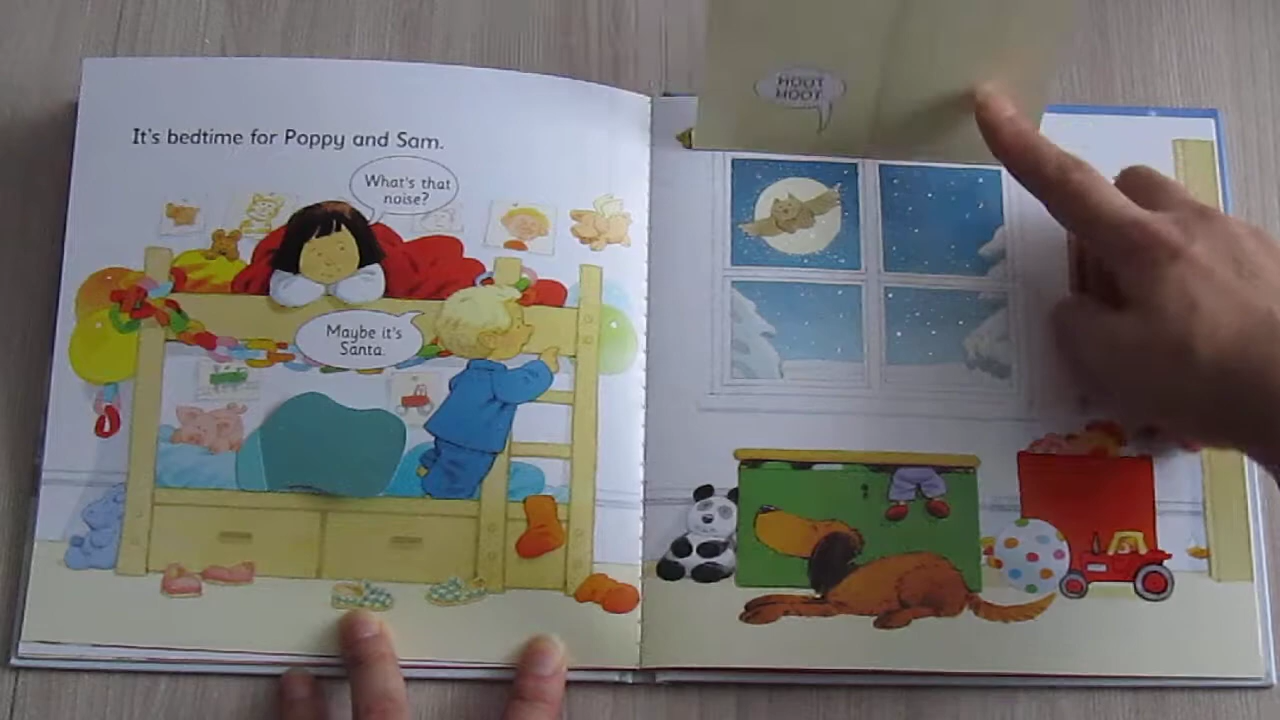 It's bedtime for Poppy and Sam.
What's that
noise?
Maybe it's
Santa.
HOOT
HOOT